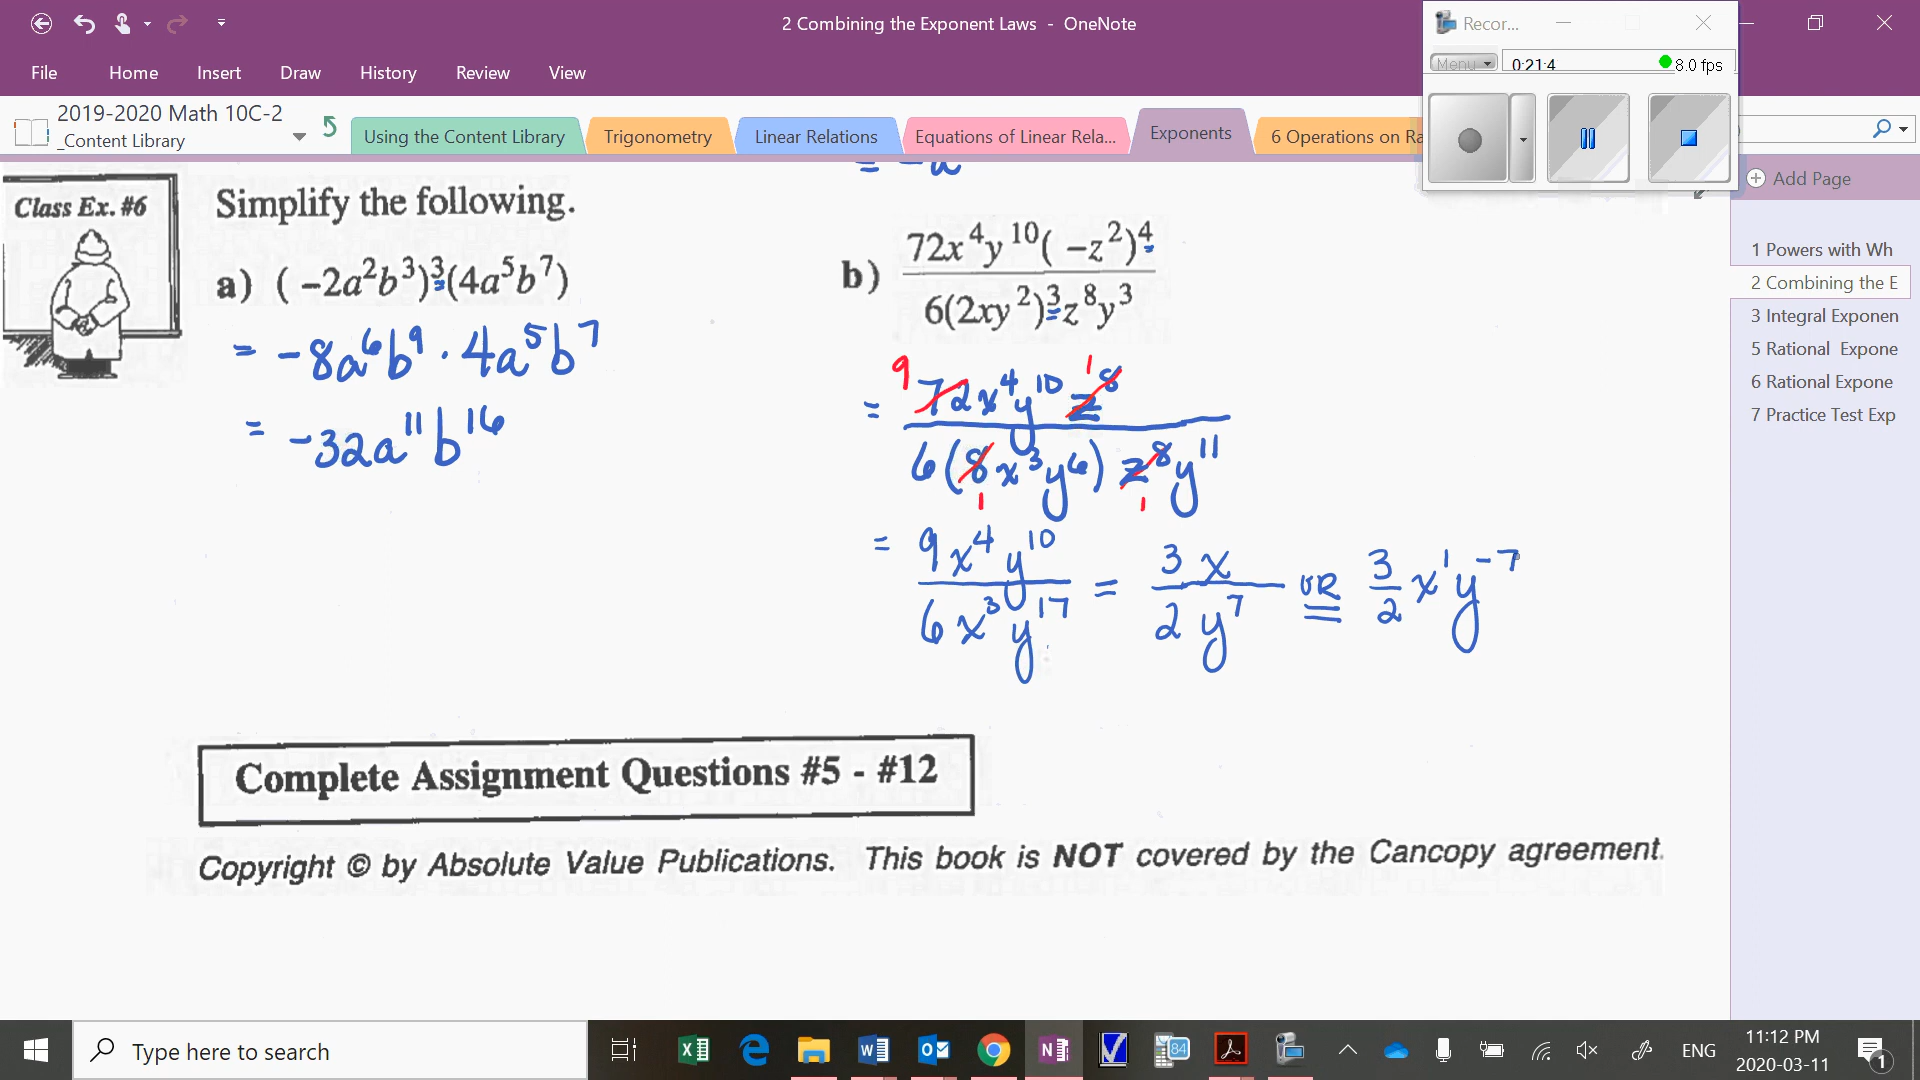 2 Combining the Exponent Laws - OneNote
Recor...
File Home Insert Draw History Review View
Menu 0:21:4 8.0 fps
2019-2020 Math 10C-2
_Content Library
Using the Content Library Trigonometry Linear Relations Equations of Linear Rela... Exponents 6 Operations on Ra
Add Page
1 Powers with Wh
2 Combining the E
3 Integral Exponen
5 Rational Expone
6 Rational Expone
7 Practice Test Exp
= -a
Class Ex. #6
Simplify the following.
a) (-2a²b³)³(4a⁵b⁷)
= -8a⁶b⁹ · 4a⁵b⁷
= -32a¹¹b¹⁶
b) 72x⁴y¹⁰(-z²)⁴
6(2xy²)³z⁸y³
9 1
= 72x⁴y¹⁰z⁸
6(8x³y⁶)z⁸y¹¹
1 1
= 9x⁴y¹⁰ = 3x OR 3 x¹y⁻⁷
6x³y¹⁷ 2y⁷ 2
Complete Assignment Questions #5 - #12
Copyright © by Absolute Value Publications. This book is NOT covered by the Cancopy agreement.
Type here to search
84
ENG
11:12 PM
2020-03-11
1